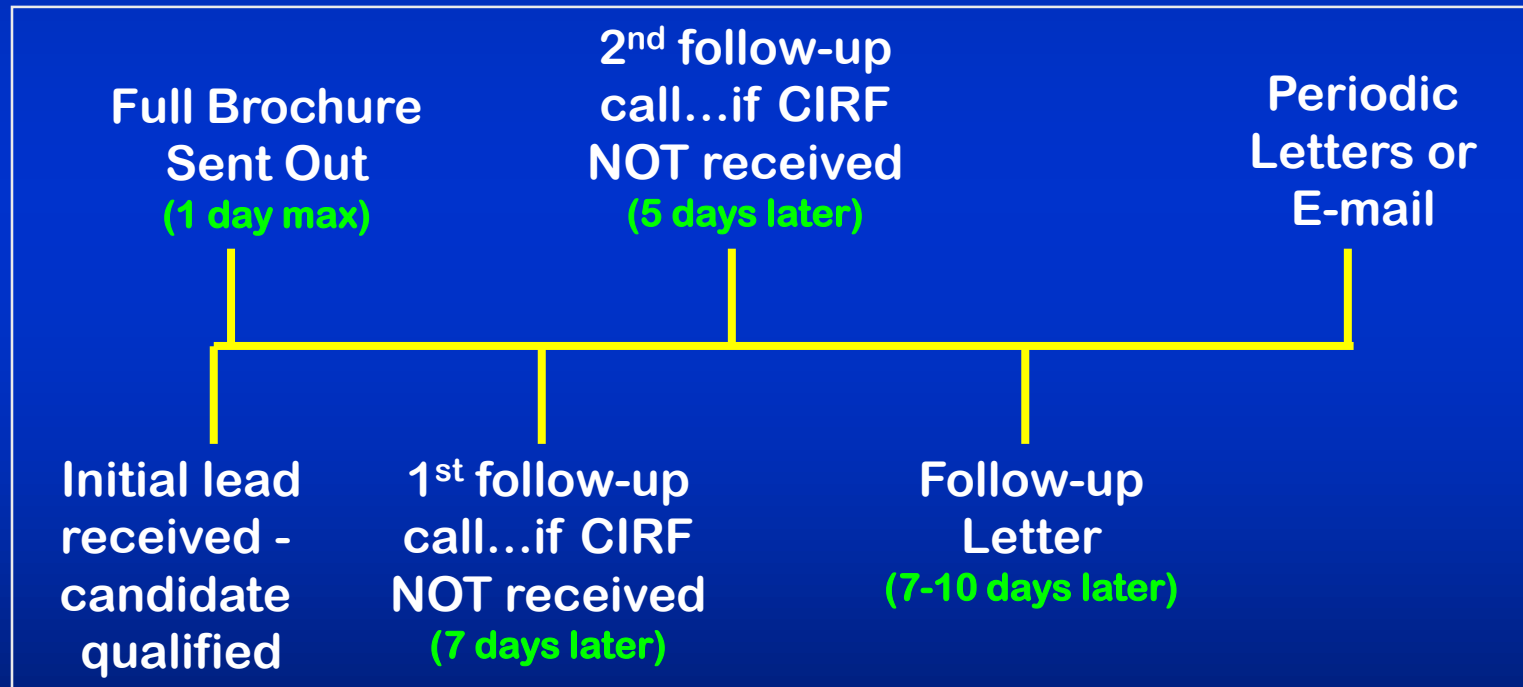 Full Brochure
Sent Out
(1 day max)
2nd follow-up
call...if CIRF
NOT received
(5 days later)
Periodic
Letters or
E-mail
Initial lead
received -
candidate
qualified
1st follow-up
call...if CIRF
NOT received
(7 days later)
Follow-up
Letter
(7-10 days later)